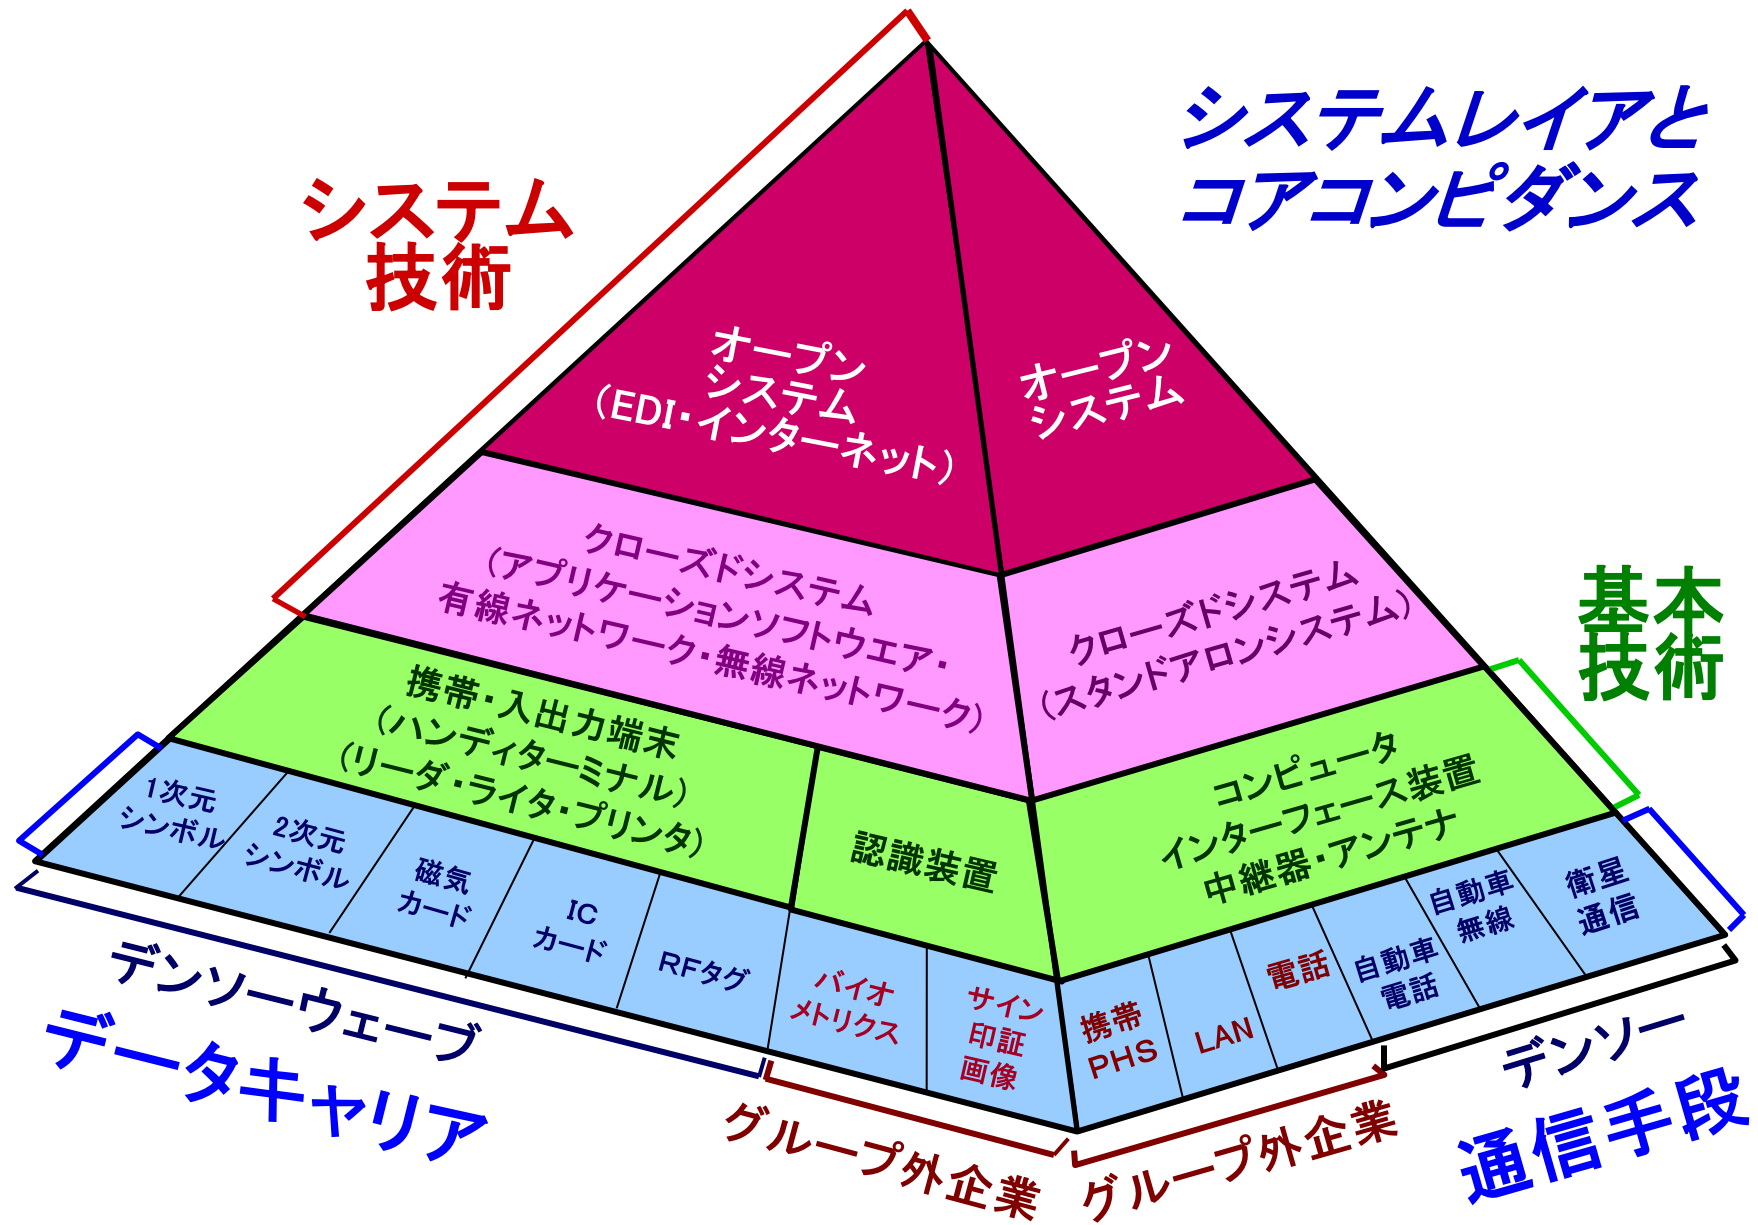 システムレイアと
コアコンピダンス
システム
技術
オープン
システム
（EDI・インターネット）
オープン
システム
クローズドシステム
（アプリケーションソフトウエア・
有線ネットワーク・無線ネットワーク）
クローズドシステム
（スタンドアロンシステム）
基本
技術
携帯・入出力端末
（ハンディターミナル）
（リーダ・ライタ・プリンタ）
認識装置
コンピュータ
インターフェース装置
中継器・アンテナ
1次元
シンボル
2次元
シンボル
磁気
カード
IC
カード
RFタグ
バイオ
メトリクス
サイン
印証
画像
携帯
PHS
LAN
電話
自動車
電話
自動車
無線
衛星
通信
デンソーウェーブ
データキャリア
グループ外企業
グループ外企業
デンソー
通信手段